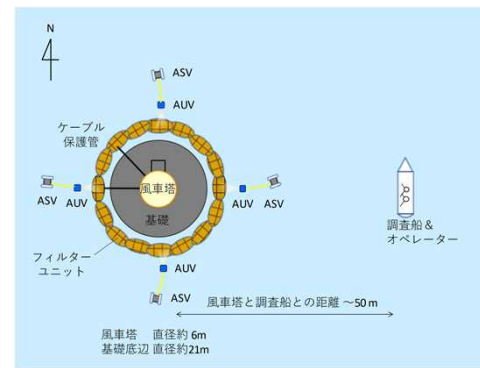 N
ASV
AUV
ケーブル
保護管
風車塔
ASV
AUV
AUV
ASV
基礎
調査船＆
オペレーター
フィルター
ユニット
AUV
ASV
風車塔と調査船との距離 ～50 m
風車塔　直径約 6m
基礎底辺 直径約21m